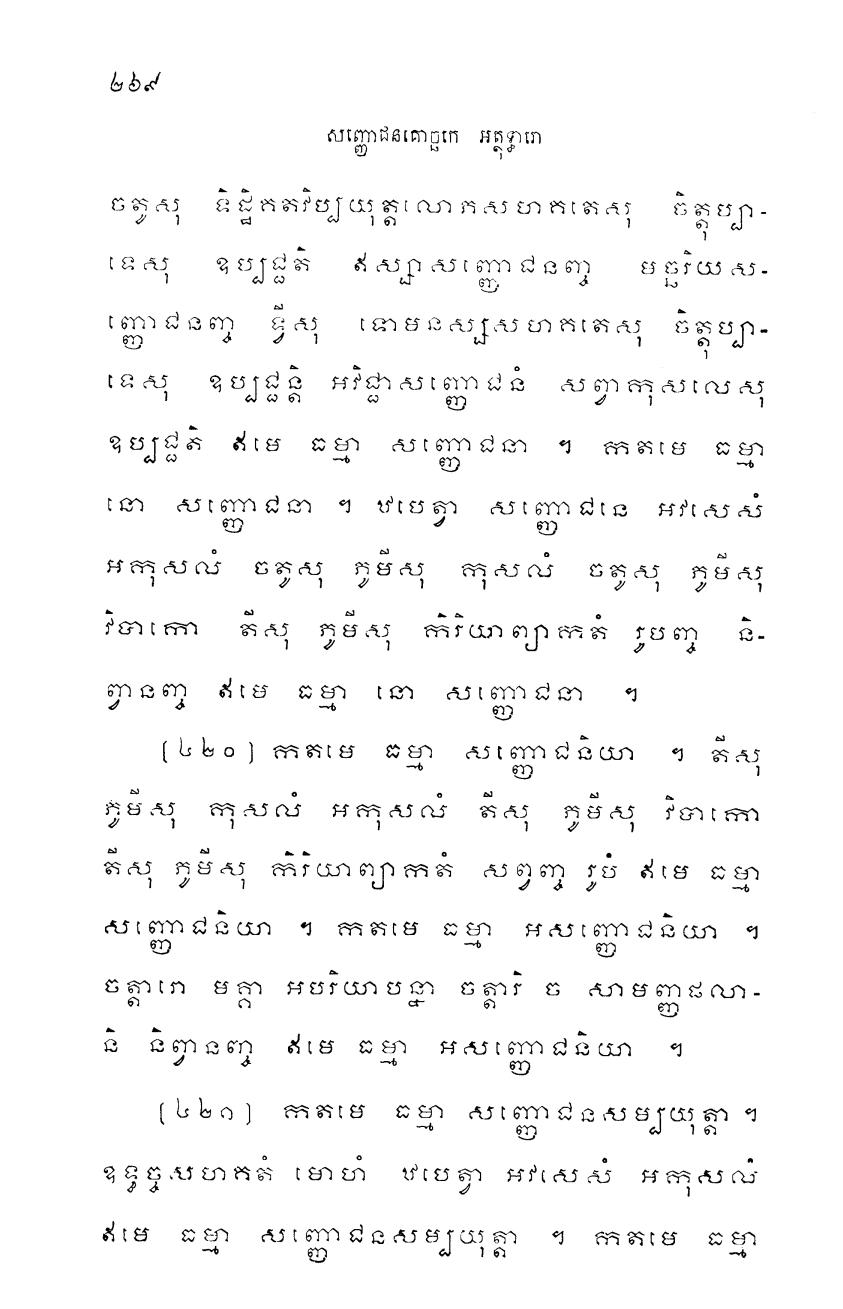 ២៦៩
សញ្ញោជនគោច្ឆកេ អត្ថុទ្ធារោ
ចតូសុ ទិដ្ឋិគតវិប្បយុត្តលោភសហគតេសុ ចិត្តុប្បា-
ទេសុ ឧប្បជ្ជតិ ឥស្សាសញ្ញោជនញ្ច មច្ឆរិយស-
ញ្ញោជនញ្ច ទ្វីសុ ទោមនស្សសហគតេសុ ចិត្តុប្បា-
ទេសុ ឧប្បជ្ជន្តិ អវិជ្ជាសញ្ញោជនំ សព្វាកុសលេសុ
ឧប្បជ្ជតិ ឥមេ ធម្មា សញ្ញោជនា ។ កតមេ ធម្មា
នោ សញ្ញោជនា ។ ឋបេត្វា សញ្ញោជនេ អវសេសំ
អកុសលំ ចតូសុ ភូមីសុ កុសលំ ចតូសុ ភូមីសុ
វិបាកោ តីសុ ភូមីសុ កិរិយាព្យាកតំ រូបញ្ច និ-
ព្វានញ្ច ឥមេ ធម្មា នោ សញ្ញោជនា ។
(៤២០) កតមេ ធម្មា សញ្ញោជនិយា ។ តីសុ
ភូមីសុ កុសលំ អកុសលំ តីសុ ភូមីសុ វិបាកោ
តីសុ ភូមីសុ កិរិយាព្យាកតំ សព្វញ្ច រូបំ ឥមេ ធម្មា
សញ្ញោជនិយា ។ កតមេ ធម្មា អសញ្ញោជនិយា ។
ចត្តារោ មគ្គា អបរិយាបន្នា ចត្តារិ ច សាមញ្ញផលា-
និ និព្វានញ្ច ឥមេ ធម្មា អសញ្ញោជនិយា ។
(៤២១) កតមេ ធម្មា សញ្ញោជនសម្បយុត្តា ។
ឧទ្ធច្ចសហគតំ មោហំ ឋបេត្វា អវសេសំ អកុសលំ
ឥមេ ធម្មា សញ្ញោជនសម្បយុត្តា ។ កតមេ ធម្មា